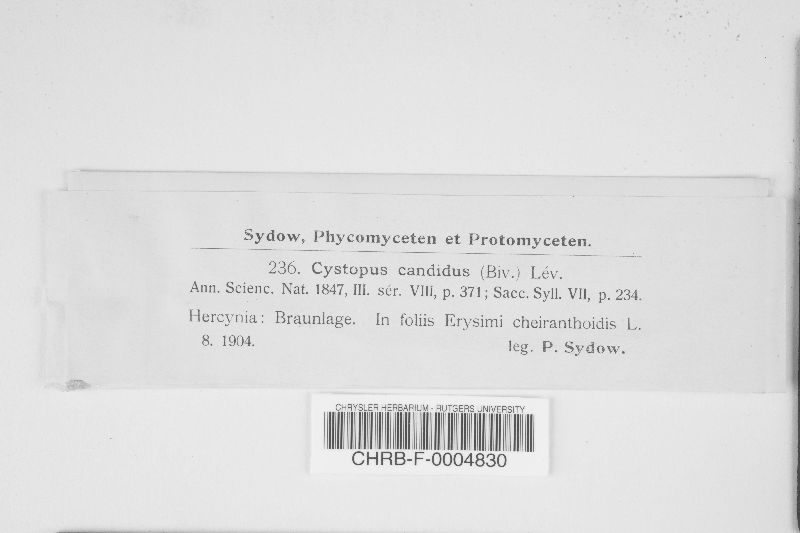 Sydow, Phycomyceten et Protomyceten.
236. Cystopus candidus (Biv.) Lév.
Ann. Scienc. Nat. 1847, III. sér. VIII, p. 371; Sacc. Syll. VII, p. 234.
Hercynia: Braunlage. In foliis Erysimi cheiranthoidis L.
8. 1904. leg. P. Sydow.
CHRYSLER HERBARIUM - RUTGERS UNIVERSITY
CHRB-F-0004830